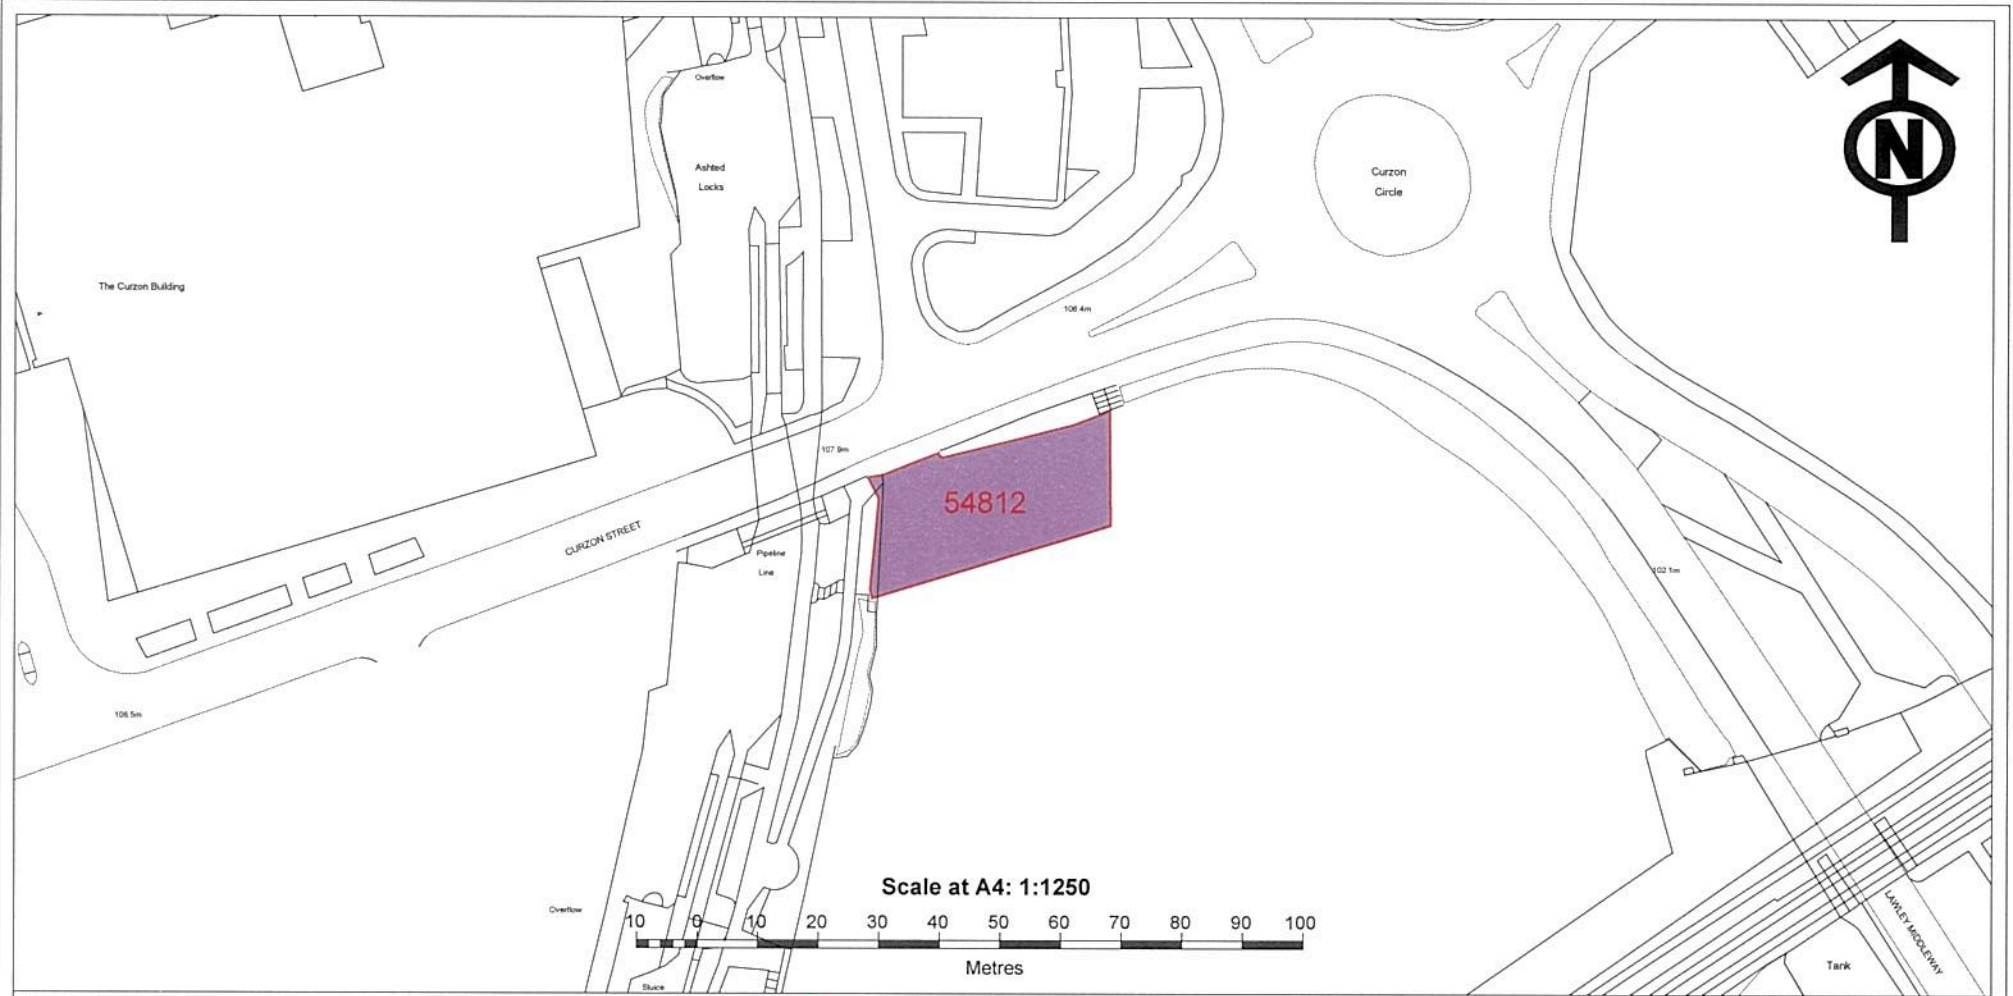 Overflow
N
Ashted
Locks
Curzon
Circle
The Curzon Building
106.4m
107.9m
54812
CURZON STREET
Pipeline
Line
102.1m
106.5m
Scale at A4: 1:1250
Overflow
10 0 10 20 30 40 50 60 70 80 90 100
Metres
LAWLEY MIDDLEWAY
Tank
Sluice